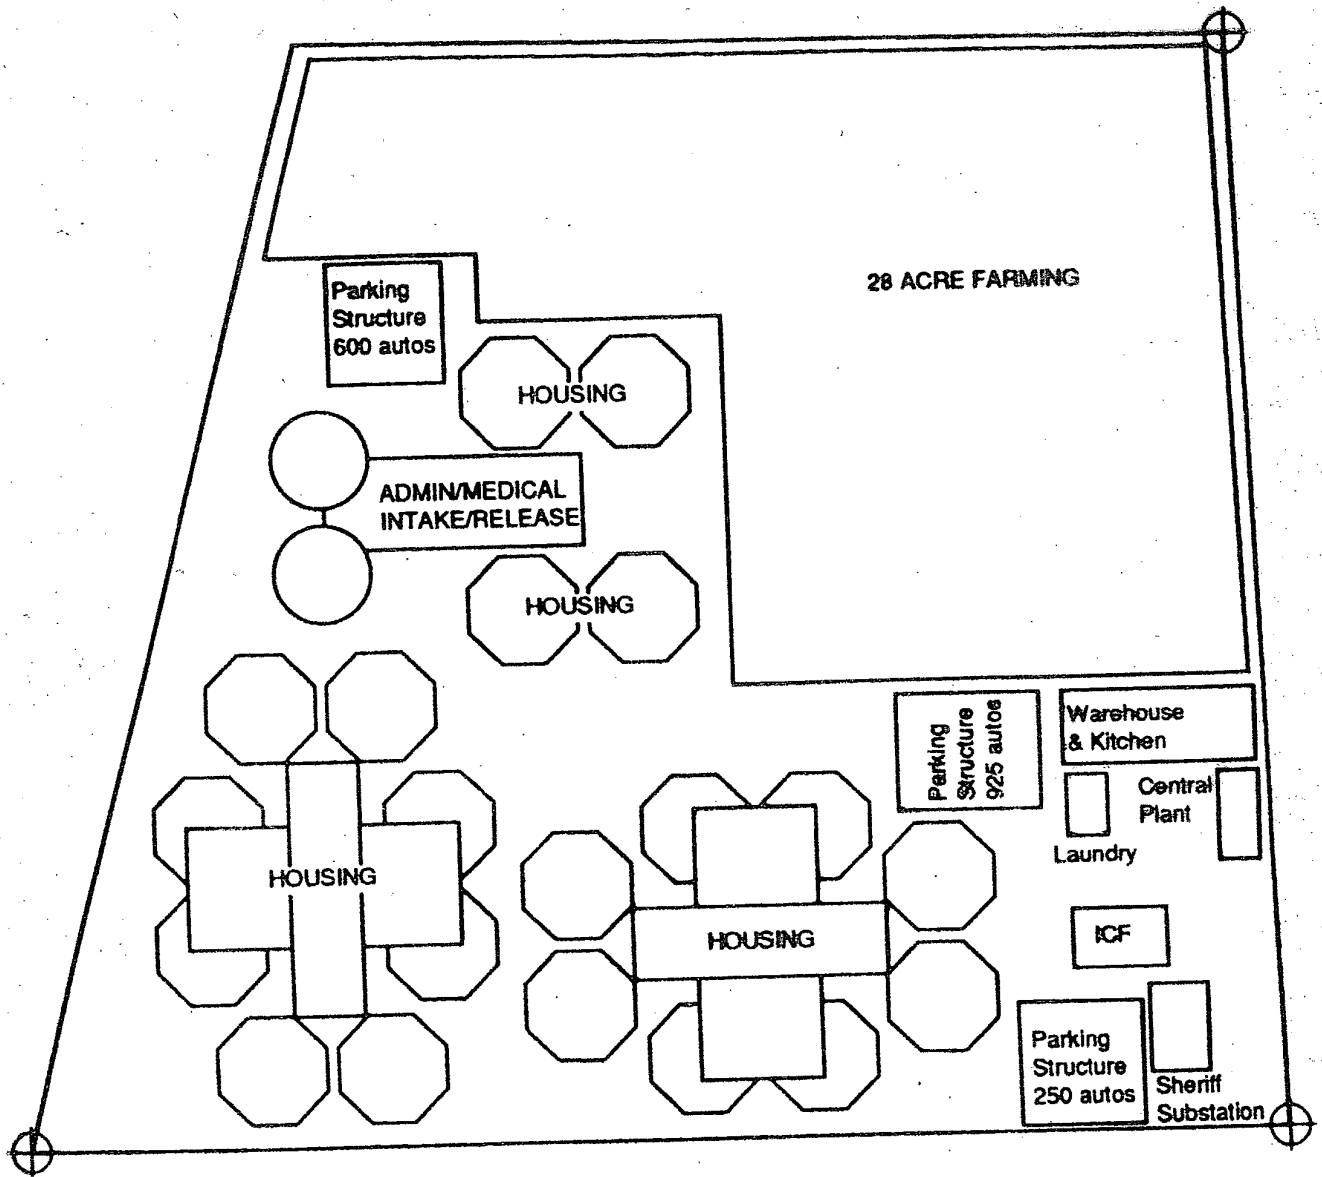 28 ACRE FARMING
Parking
Structure
600 autos
HOUSING
ADMIN/MEDICAL
INTAKE/RELEASE
HOUSING
Parking
Structure
925 autos
Warehouse
& Kitchen
Central
Plant
Laundry
HOUSING
HOUSING
ICF
Parking
Structure
250 autos
Sheriff
Substation